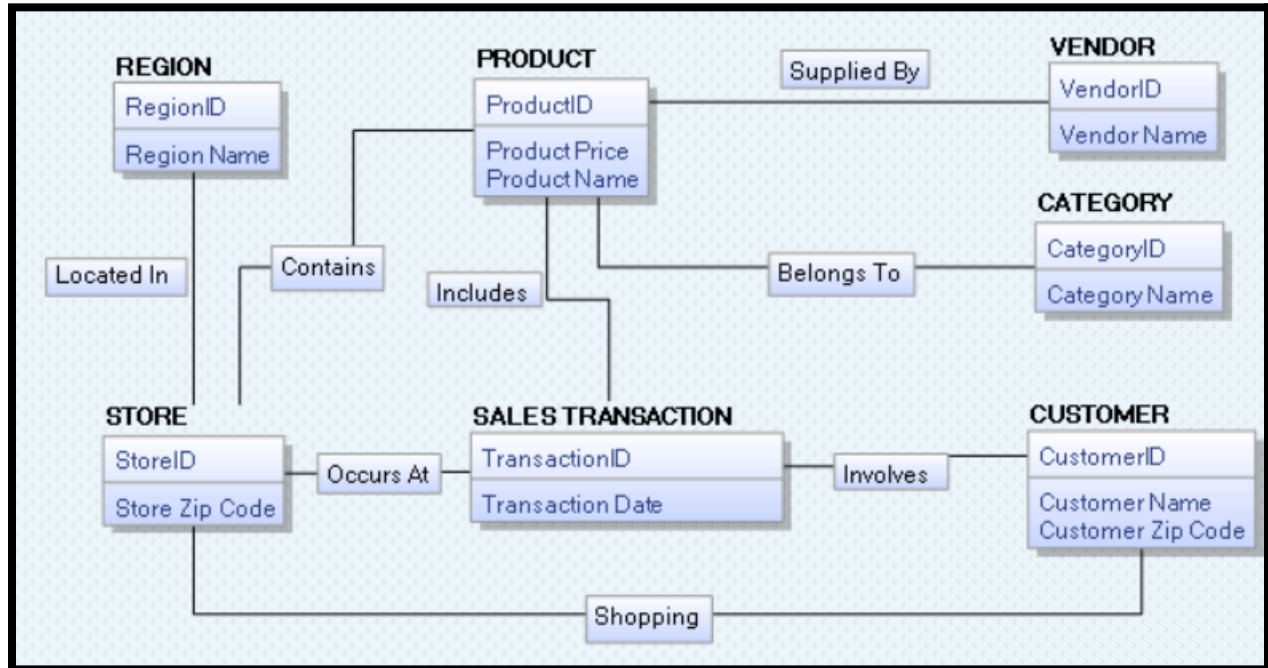 REGION
RegionID
Region Name
PRODUCT
ProductID
Product Price
Product Name
Supplied By
VENDOR
VendorID
Vendor Name
CATEGORY
CategoryID
Category Name
Located In
Contains
Includes
Belongs To
STORE
StoreID
Store Zip Code
Occurs At
SALES TRANSACTION
TransactionID
Transaction Date
Involves
CUSTOMER
CustomerID
Customer Name
Customer Zip Code
Shopping